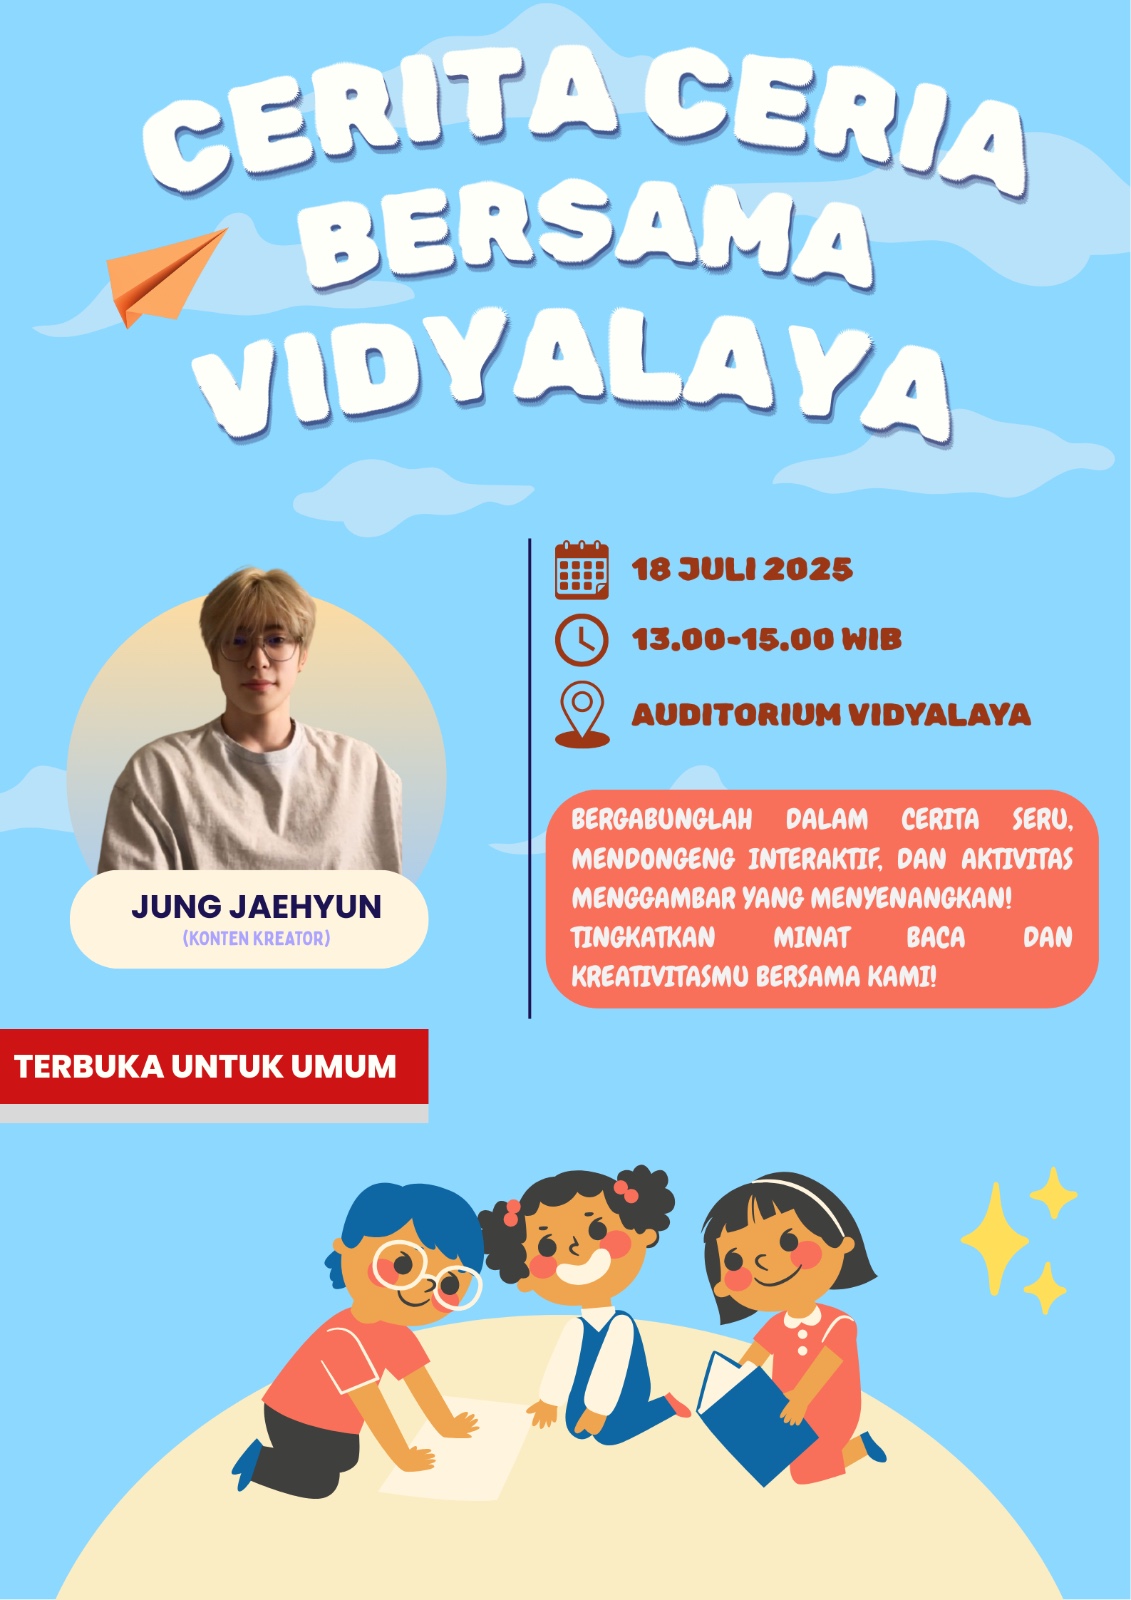 CERITA CERIA
BERSAMA
VIDYALAYA
18 JULI 2025
13.00-15.00 WIB
AUDITORIUM VIDYALAYA
JUNG JAEHYUN
(KONTEN KREATOR)
BERGABUNGLAH DALAM CERITA SERU,
MENDONGENG INTERAKTIF, DAN AKTIVITAS
MENGGAMBAR YANG MENYENANGKAN!
TINGKATKAN MINAT BACA DAN
KREATIVITASMU BERSAMA KAMI!
TERBUKA UNTUK UMUM